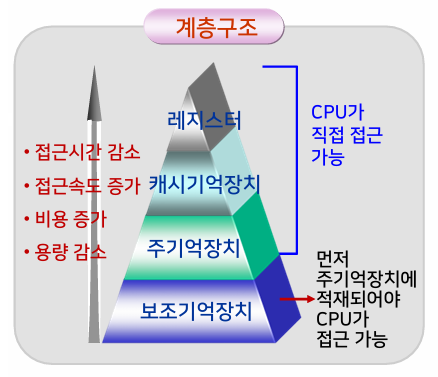 계층구조
레지스터
캐시기억장치
주기억장치
보조기억장치
• 접근시간 감소
• 접근속도 증가
• 비용 증가
• 용량 감소
CPU가
직접 접근
가능
먼저
주기억장치에
적재되어야
CPU가
접근 가능